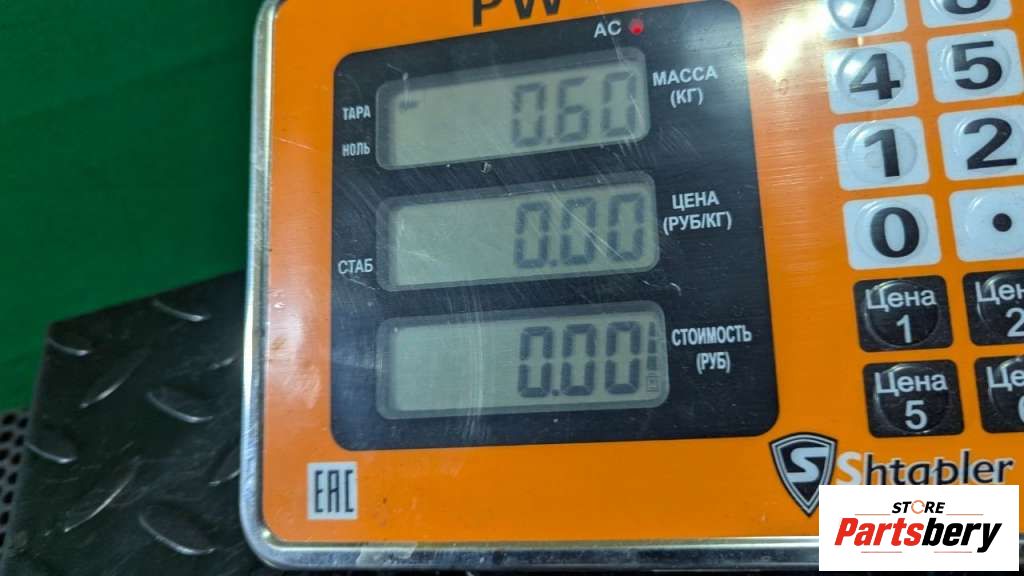 PW
AC
ТАРА
НОЛЬ
0.60
МАССА
(КГ)
СТАБ
0.00
ЦЕНА
(РУБ/КГ)
0.00
СТОИМОСТЬ
(РУБ)
4 5
1 2
0 .
Цена
1
Цена
5
EAC
S
Shtapler
STORE
Partsbery